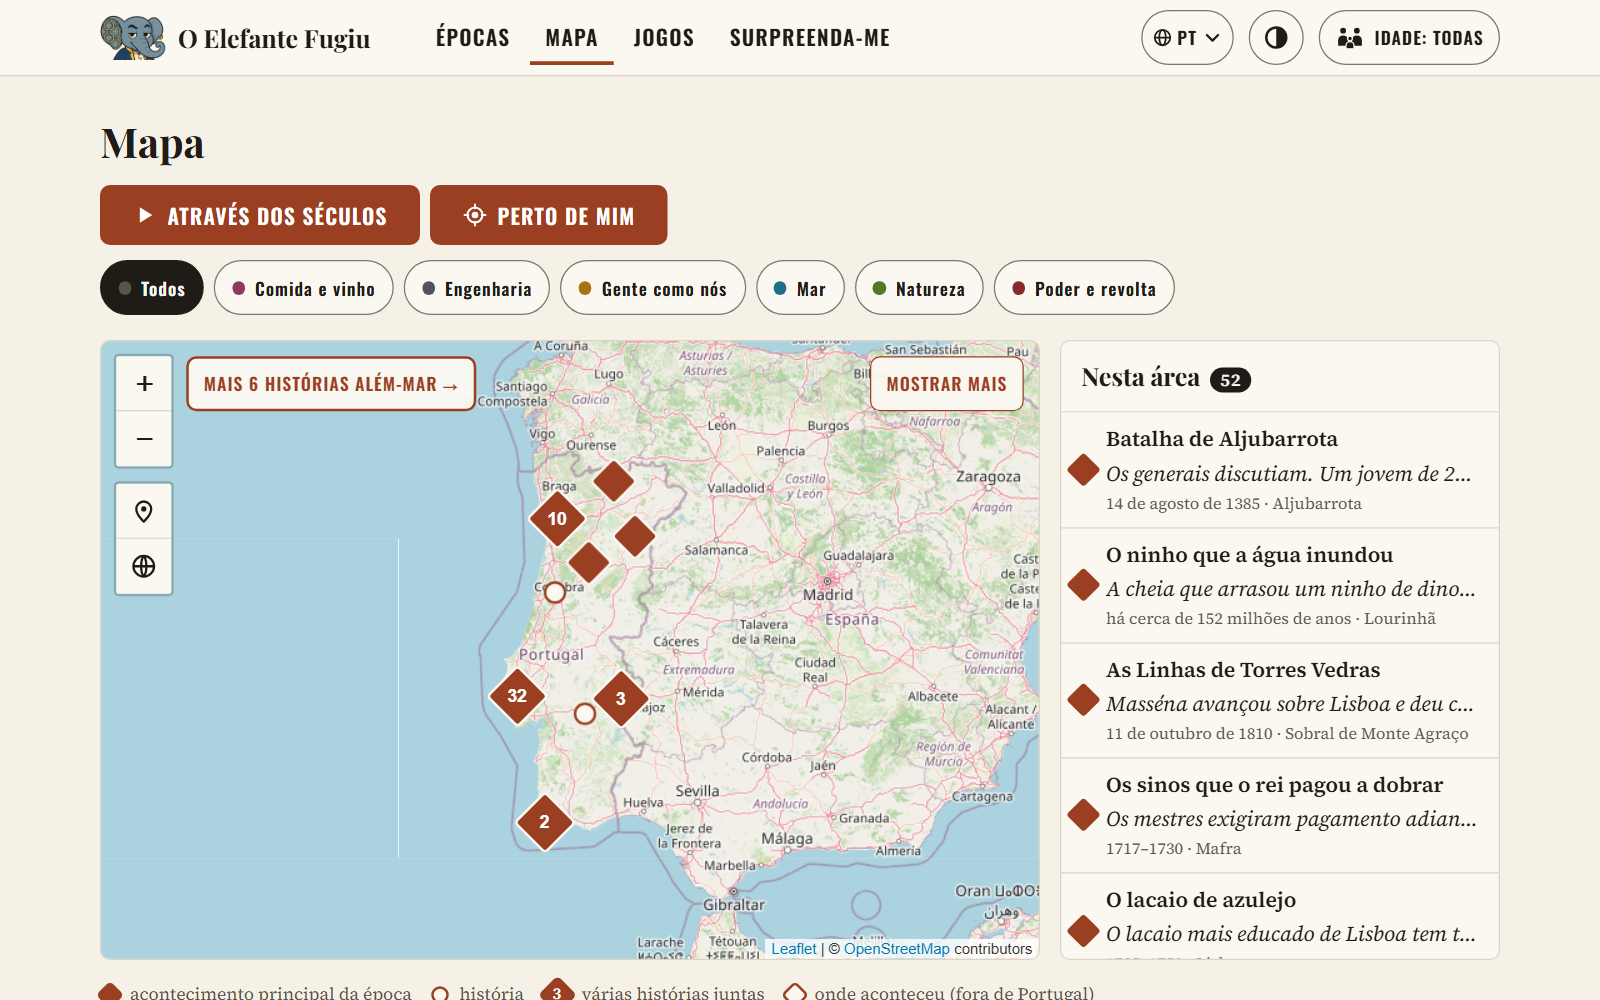 O Elefante Fugiu
ÉPOCAS
MAPA
JOGOS
SURPREENDA-ME
PT
IDADE: TODAS
Mapa
ATRAVÉS DOS SÉCULOS
PERTO DE MIM
Todos
Comida e vinho
Engenharia
Gente como nós
Mar
Natureza
Poder e revolta
+
−
MAIS 6 HISTÓRIAS ALÉM-MAR →
MOSTRAR MAIS
A Coruña
Santiago
Compostela
Lugo
Asturias /
Asturies
San Sebastián
Pau
Galicia
Vigo
Ourense
León
Burgos
Nafarroa
Palencia
Braga
Valladolid
Castilla
y León
Zaragoza
Aragón
10
Salamanca
Guadalajara
Madrid
España
Talavera
de la Reina
Cáceres
Portugal
Extremadura
Ciudad
Real
Comunitat
Valenciana
32
3
Mérida
Albacete
Alacant /
Alicante
Región de
Murcia
Córdoba
Jaén
Sevilla
Huelva
Andalucía
Cartagena
2
Jerez de
la Frontera
Granada
Málaga
Almería
Marbella
Gibraltar
Oran
وهران
Larache
Tétouan
Leaflet | © OpenStreetMap contributors
Nesta área 52
Batalha de Aljubarrota
Os generais discutiam. Um jovem de 2...
14 de agosto de 1385 · Aljubarrota
O ninho que a água inundou
A cheia que arrasou um ninho de dino...
há cerca de 152 milhões de anos · Lourinhã
As Linhas de Torres Vedras
Masséna avançou sobre Lisboa e deu c...
11 de outubro de 1810 · Sobral de Monte Agraço
Os sinos que o rei pagou a dobrar
Os mestres exigiram pagamento adian...
1717–1730 · Mafra
O lacaio de azulejo
O lacaio mais educado de Lisboa tem t...
acontecimento principal da época
história
3
várias histórias juntas
onde aconteceu (fora de Portugal)